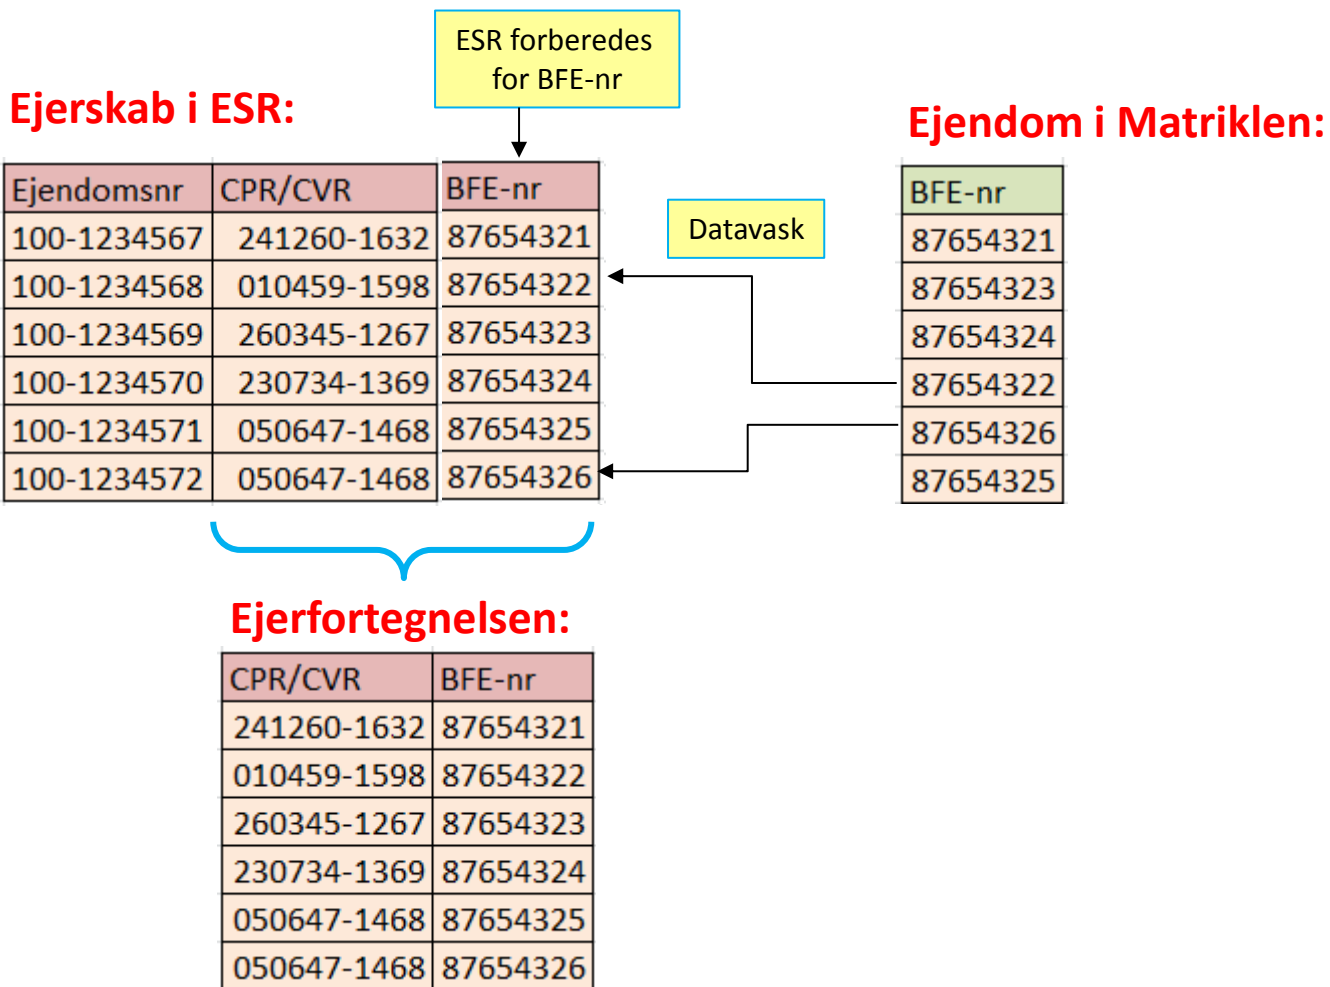 ESR forberedes
for BFE-nr
Ejerskab i ESR:
Ejendom i Matriklen:
Ejendomsnr CPR/CVR BFE-nr
100-1234567 241260-1632 87654321
100-1234568 010459-1598 87654322
100-1234569 260345-1267 87654323
100-1234570 230734-1369 87654324
100-1234571 050647-1468 87654325
100-1234572 050647-1468 87654326
Datavask
BFE-nr
87654321
87654323
87654324
87654322
87654326
87654325
Ejerfortegnelsen:
CPR/CVR BFE-nr
241260-1632 87654321
010459-1598 87654322
260345-1267 87654323
230734-1369 87654324
050647-1468 87654325
050647-1468 87654326